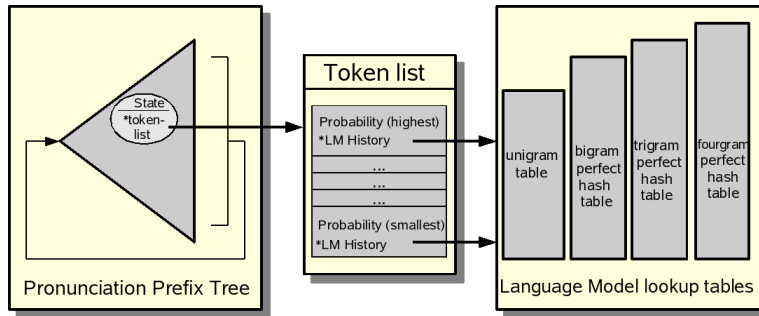 State
*token-
list
Pronunciation Prefix Tree
Token list
Probability (highest)
*LM History
...
...
...
Probability (smallest)
*LM History
unigram
table
bigram
perfect
hash
table
trigram
perfect
hash
table
fourgram
perfect
hash
table
Language Model lookup tables